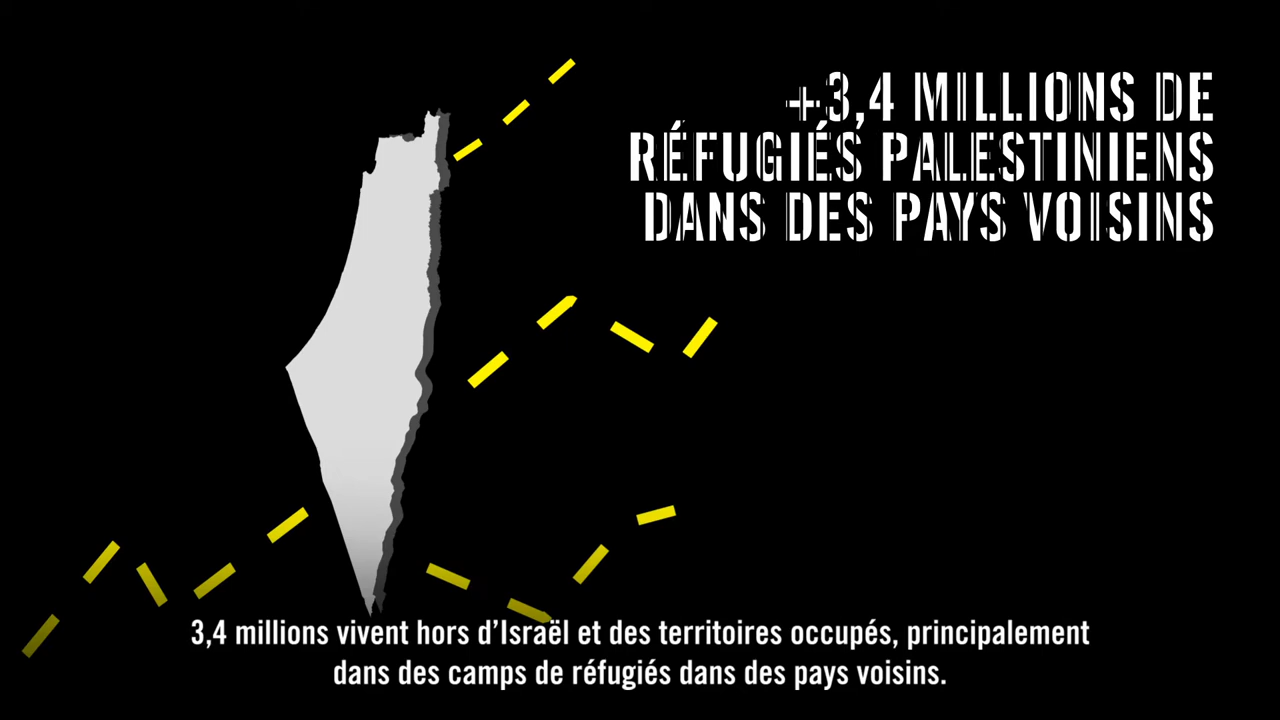 +3,4 MILLIONS DE
RÉFUGIÉS PALESTINIENS
DANS DES PAYS VOISINS
3,4 millions vivent hors d’Israël et des territoires occupés, principalement
dans des camps de réfugiés dans des pays voisins.